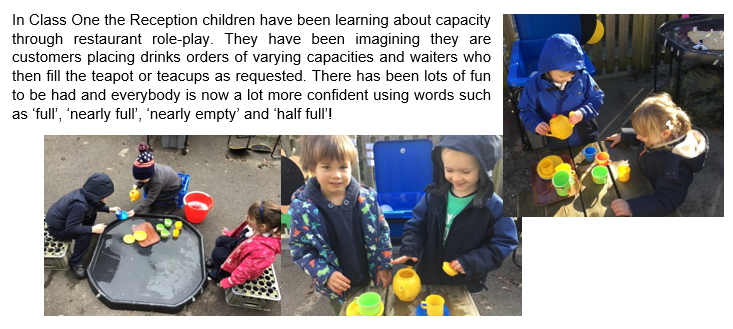 In Class One the Reception children have been learning about capacity
through restaurant role-play. They have been imagining they are
customers placing drinks orders of varying capacities and waiters who
then fill the teapot or teacups as requested. There has been lots of fun
to be had and everybody is now a lot more confident using words such
as ‘full’, ‘nearly full’, ‘nearly empty’ and ‘half full’!